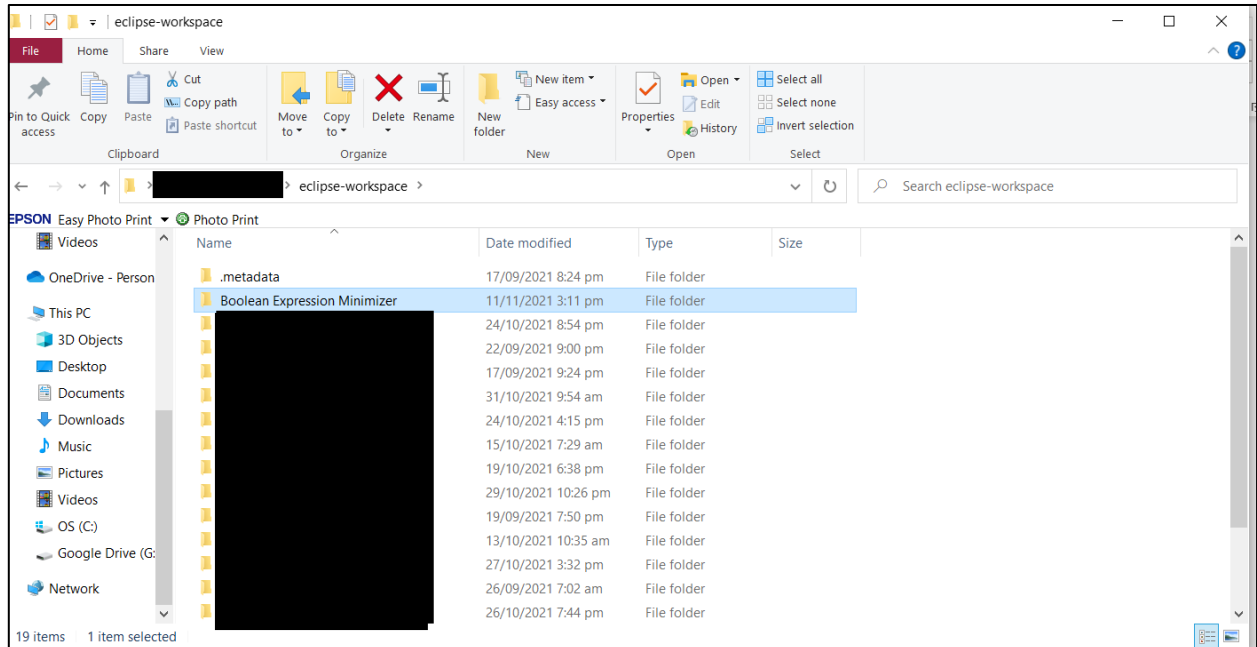 eclipse-workspace
File Home Share View
Pin to Quick access
Copy
Paste
Cut
Copy path
Paste shortcut
Clipboard
Move to
Copy to
Delete
Rename
Organize
New folder
New item
Easy access
New
Properties
Open
Edit
History
Open
Select all
Select none
Invert selection
Select
eclipse-workspace
Search eclipse-workspace
EPSON Easy Photo Print Photo Print
Name Date modified Type Size
Videos
OneDrive - Person
This PC
3D Objects
Desktop
Documents
Downloads
Music
Pictures
Videos
OS (C:)
Google Drive (G:
Network
.metadata 17/09/2021 8:24 pm File folder
Boolean Expression Minimizer 11/11/2021 3:11 pm File folder
24/10/2021 8:54 pm File folder
22/09/2021 9:00 pm File folder
17/09/2021 9:24 pm File folder
31/10/2021 9:54 am File folder
24/10/2021 4:15 pm File folder
15/10/2021 7:29 am File folder
19/10/2021 6:38 pm File folder
29/10/2021 10:26 pm File folder
19/09/2021 7:50 pm File folder
13/10/2021 10:35 am File folder
27/10/2021 3:32 pm File folder
26/09/2021 7:02 am File folder
26/10/2021 7:44 pm File folder
19 items 1 item selected